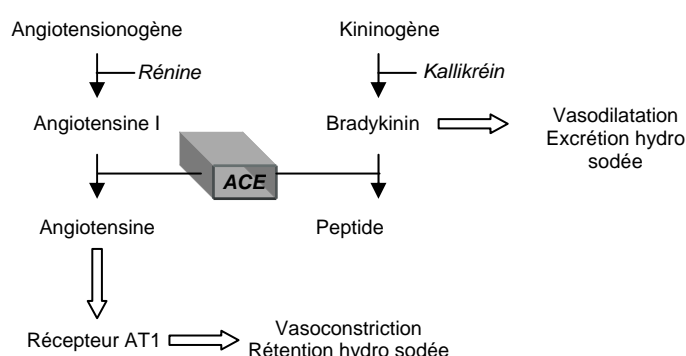 Angiotensionogène
Kininogène
Rénine
Kallikréin
Angiotensine I
Bradykinin
Vasodilatation
Excrétion hydro
sodée
ACE
Angiotensine
Peptide
Récepteur AT1
Vasoconstriction
Rétention hydro sodée